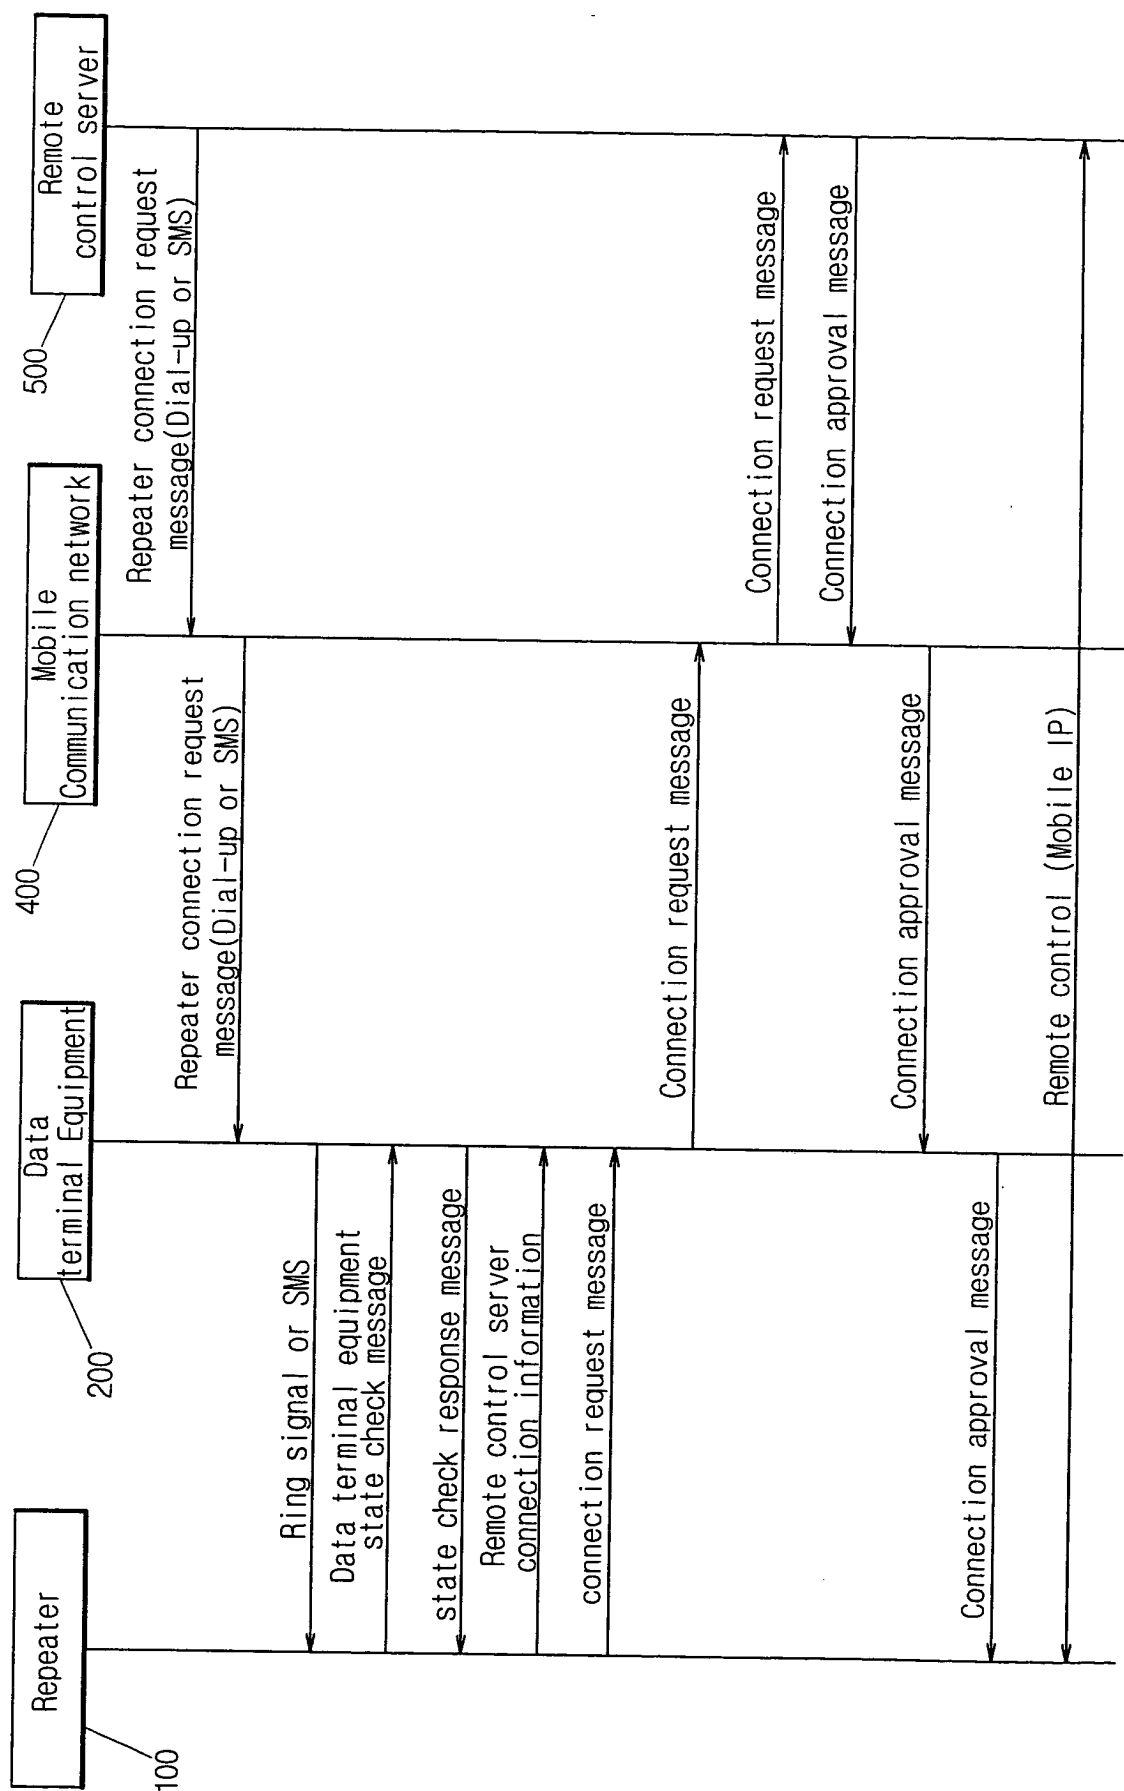 Repeater
100
Data
terminal Equipment
200
Mobile
Communication network
400
Remote
control server
500
Repeater connection request
message(Dial-up or SMS)
Repeater connection request
message(Dial-up or SMS)
Ring signal or SMS
Data terminal equipment
state check message
state check response message
Remote control server
connection information
connection request message
Connection request message
Connection request message
Connection approval message
Connection approval message
Connection approval message
Remote control (Mobile IP)